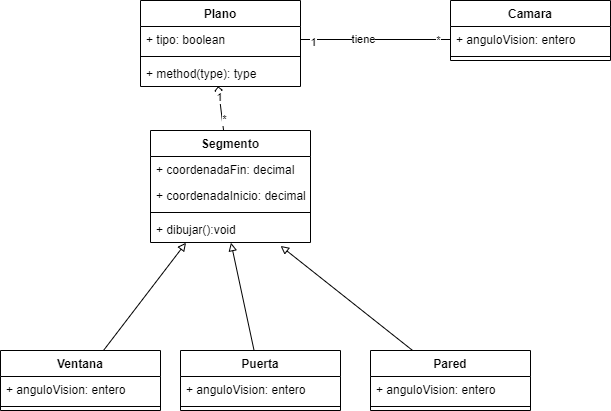 Plano
+ tipo: boolean
+ method(type): type
Camara
+ anguloVision: entero
1 tiene *
1
*
Segmento
+ coordenadaFin: decimal
+ coordenadaInicio: decimal
+ dibujar():void
Ventana
+ anguloVision: entero
Puerta
+ anguloVision: entero
Pared
+ anguloVision: entero